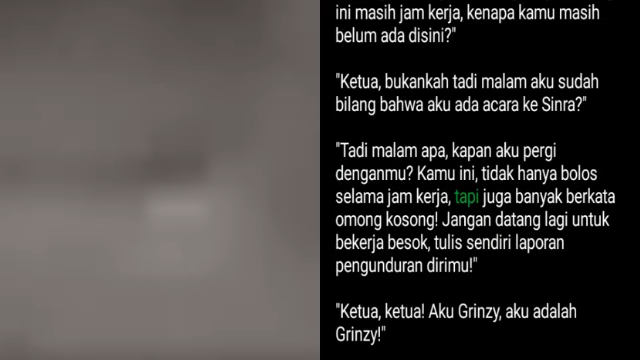 ini masih jam kerja, kenapa kamu masih
belum ada disini?"
"Ketua, bukankah tadi malam aku sudah
bilang bahwa aku ada acara ke Sinra?"
"Tadi malam apa, kapan aku pergi
denganmu? Kamu ini, tidak hanya bolos
selama jam kerja, tapi juga banyak berkata
omong kosong! Jangan datang lagi untuk
bekerja besok, tulis sendiri laporan
pengunduran dirimu!"
"Ketua, ketua! Aku Grinzy, aku adalah
Grinzy!"